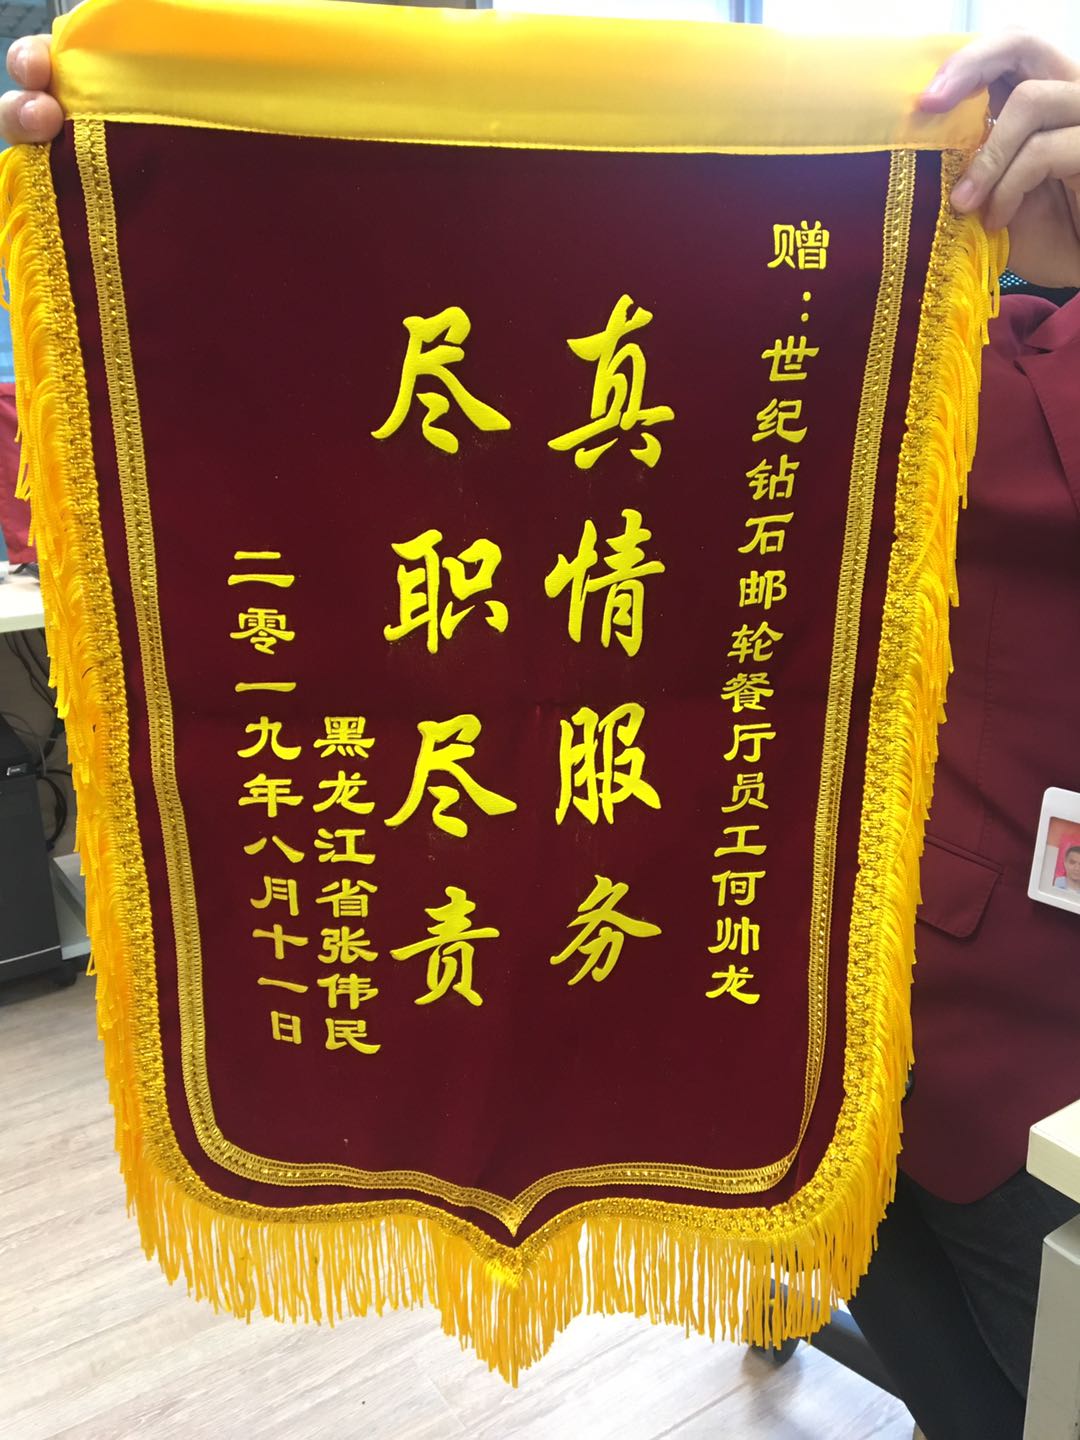 赠：世纪钻石邮轮餐厅员工何帅龙
真情服务
尽职尽责
黑龙江省张伟民
二零一九年八月十一日